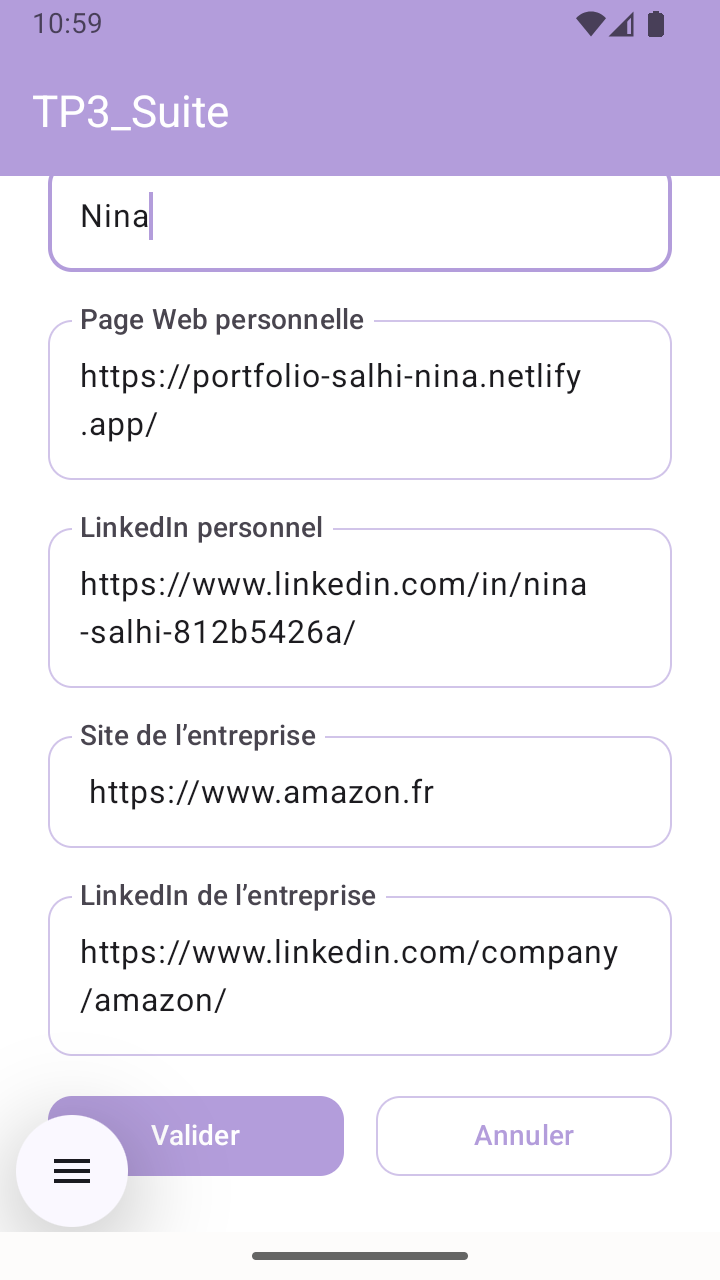 10:59
TP3_Suite
Nina
Page Web personnelle
https://portfolio-salhi-nina.netlify
.app/
LinkedIn personnel
https://www.linkedin.com/in/nina
-salhi-812b5426a/
Site de l’entreprise
https://www.amazon.fr
LinkedIn de l’entreprise
https://www.linkedin.com/company
/amazon/
Valider
Annuler